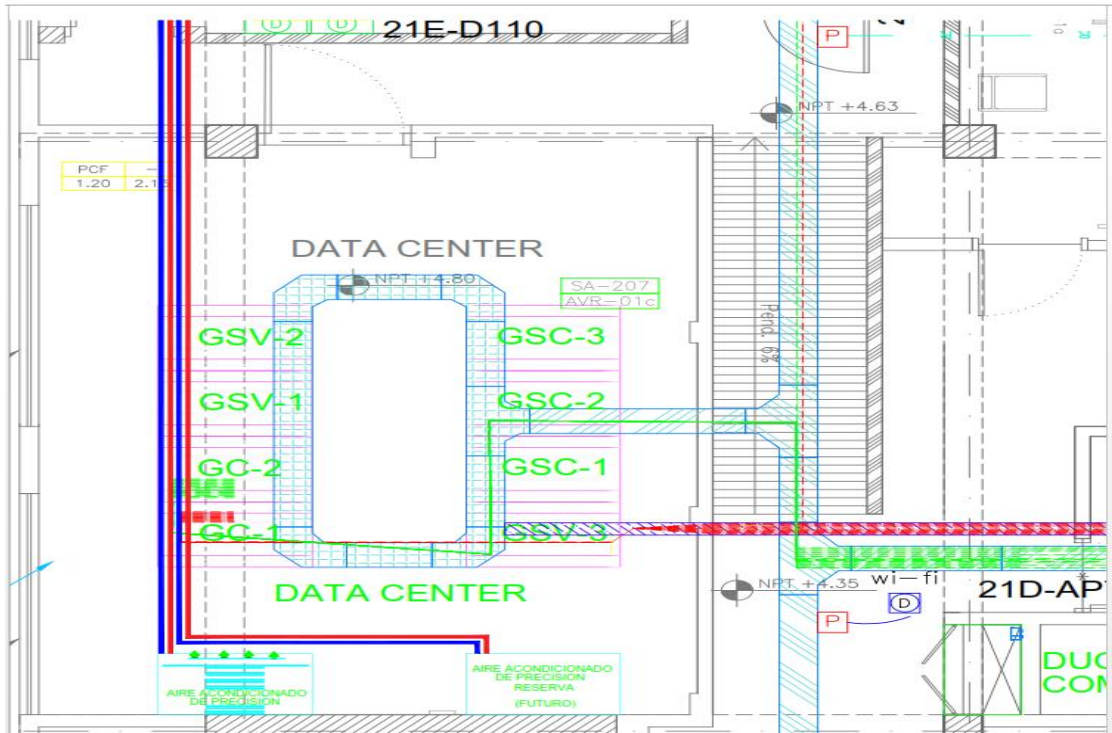 D D
21E-D110
P
NPT +4.63
PCF -
1.20
DATA CENTER
NPT +4.80
SA-207
AVR-01c
Pend. 6%
GSV-2
GSC-3
GSV-1
GSC-2
GC-2
GSC-1
GC-1
GSV-3
DATA CENTER
NPT +4.35
wi-fi
D
21D-AP
P
AIRE ACONDICIONADO
DE PRECISION
AIRE ACONDICIONADO
DE PRECISION
RESERVA
(FUTURO)